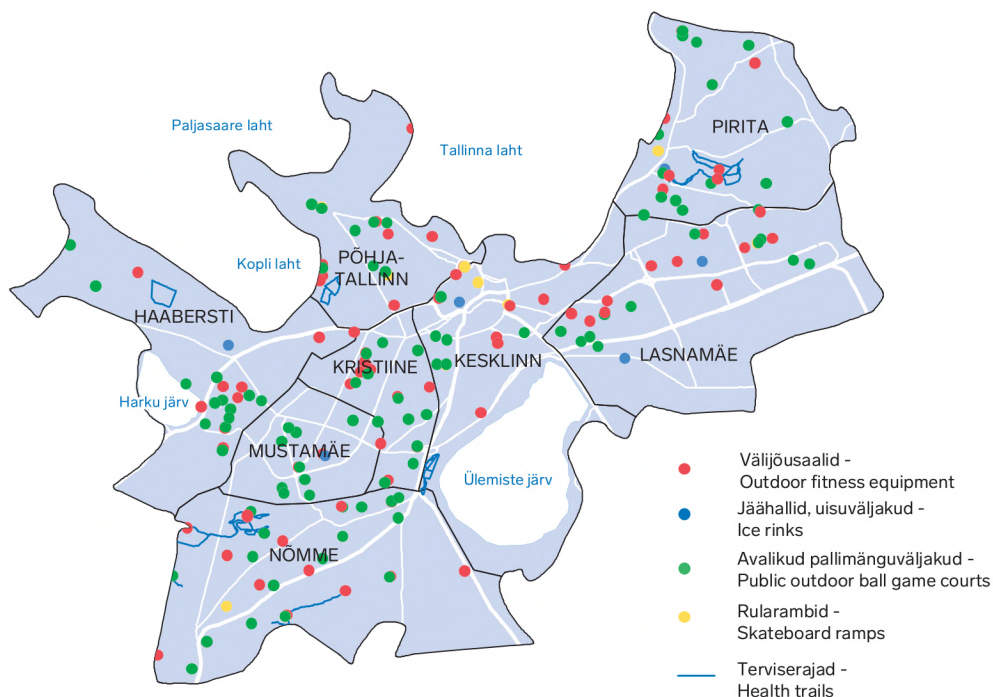 PIRITA
Paljasaare laht
Tallinna laht
Kopli laht
PÕHJA-
TALLINN
HAABERSTI
KRISTIINE
KESKLINN
LASNAMÄE
Harku järv
MUSTAMÄE
Ülemiste järv
NÕMME
Välijõusaalid -
Outdoor fitness equipment
Jäähallid, uisuväljakud -
Ice rinks
Avalikud pallimänguväljakud -
Public outdoor ball game courts
Rularambid -
Skateboard ramps
Terviserajad -
Health trails